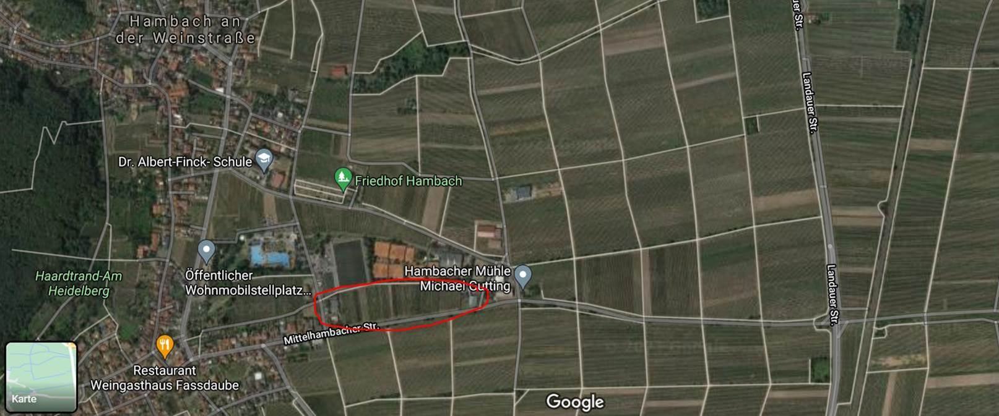 Hambach an
der Weinstraße
er Str.
Landauer Str.
Dr. Albert-Finck- Schule
Friedhof Hambach
Öffentlicher
Wohnmobilstellplatz...
Hambacher Mühle
Michael Cutting
Haardtrand-Am
Heidelberg
Landauer Str.
Mittelhambacher Str.
Restaurant
Weingasthaus Fassdaube
Karte
Google